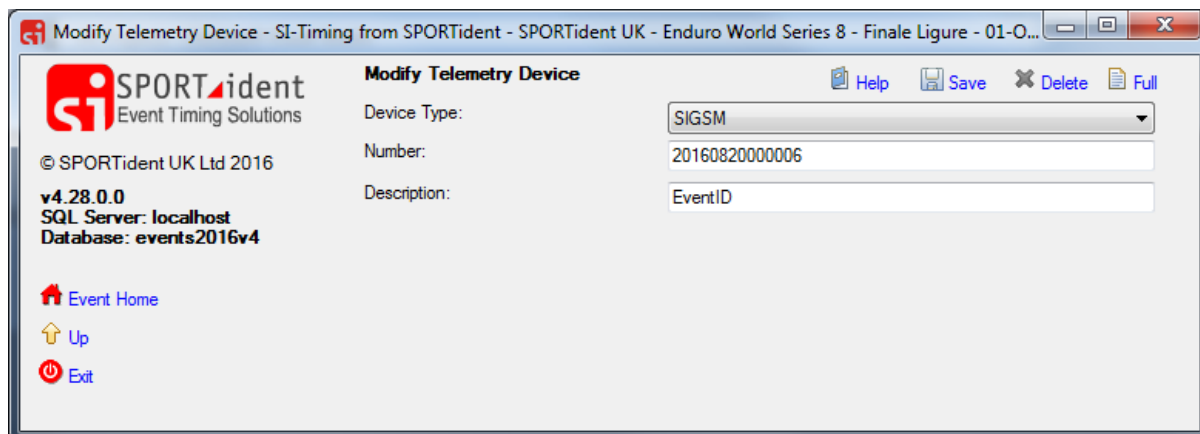 Modify Telemetry Device - SI-Timing from SPORTident - SPORTident UK - Enduro World Series 8 - Finale Ligure - 01-O...
SPORTident
Event Timing Solutions
© SPORTident UK Ltd 2016
v4.28.0.0
SQL Server: localhost
Database: events2016v4
Event Home
Up
Exit
Modify Telemetry Device
Help Save Delete Full
Device Type: SIGSM
Number: 20160820000006
Description: EventID